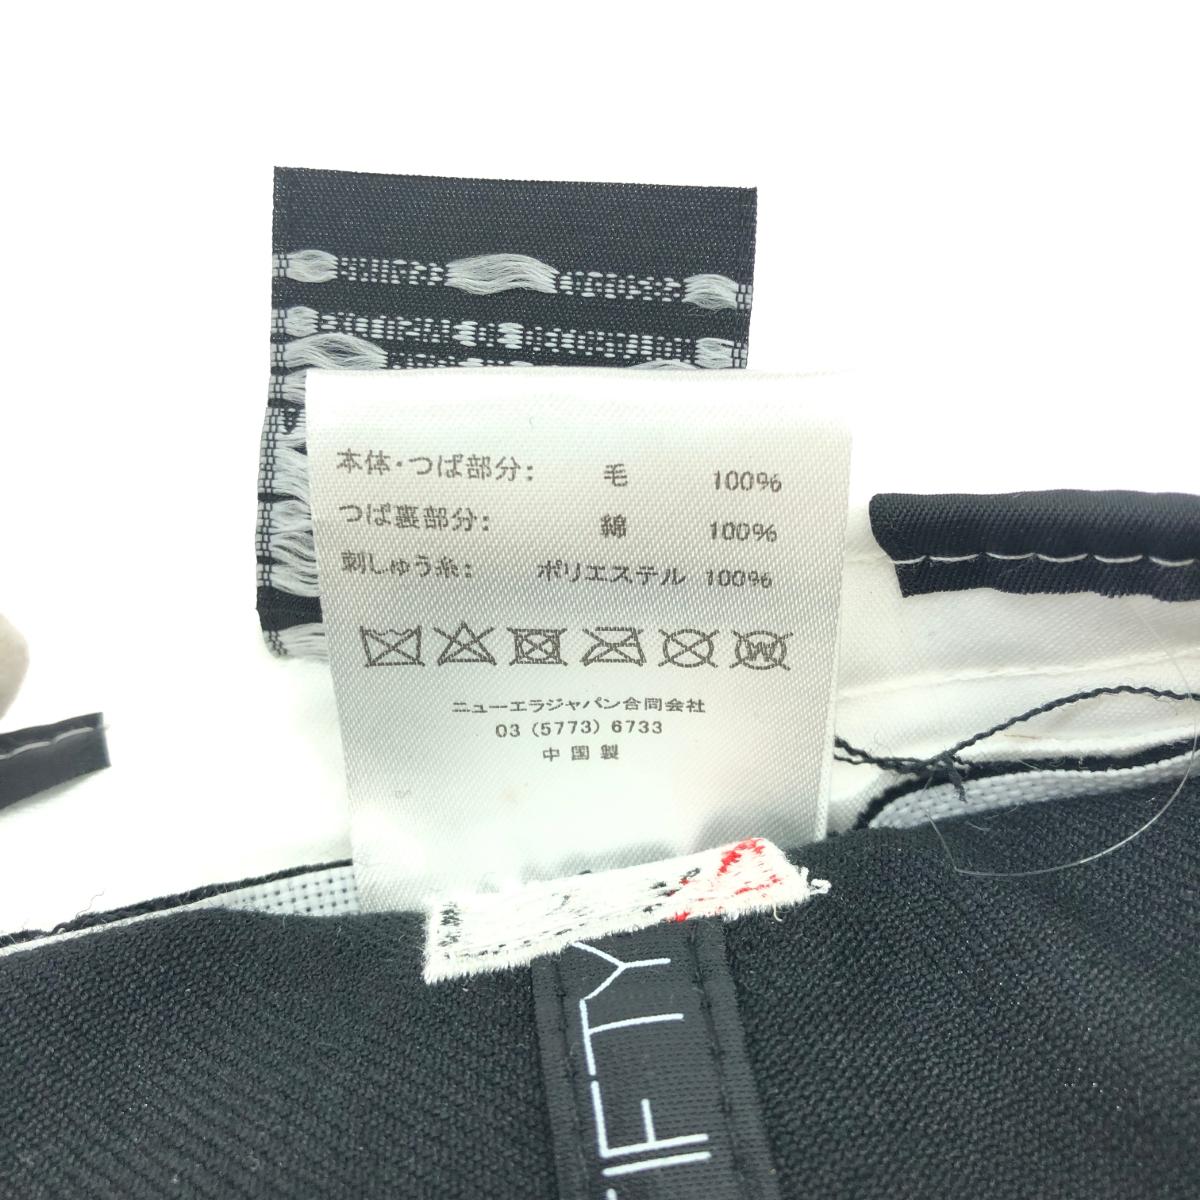 本体・つば部分: 毛 100%
つば裏部分: 綿 100%
刺しゅう糸: ポリエステル 100%
ニューエラジャパン合同会社
03 (5773) 6733
中国製
FIFTY